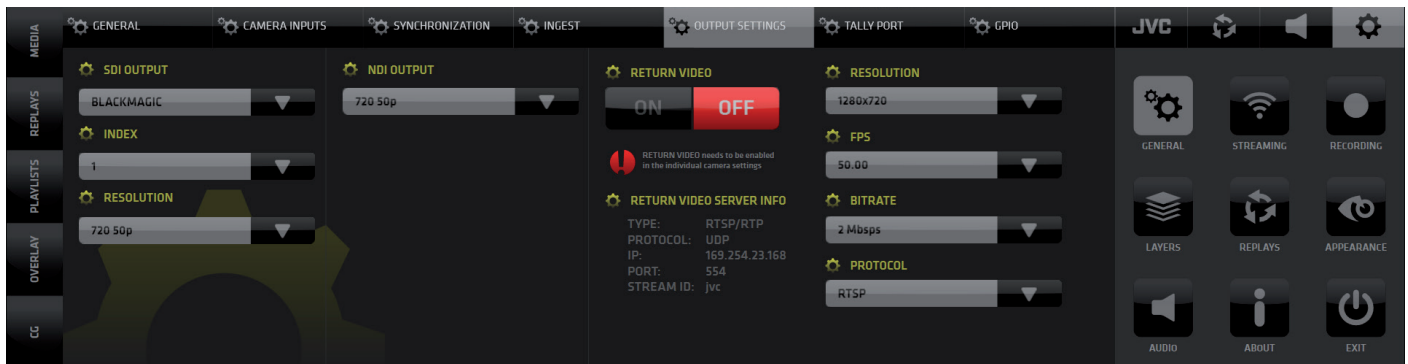 MEDIA
REPLAYS
PLAYLISTS
OVERLAY
CG
GENERAL
CAMERA INPUTS
SYNCHRONIZATION
INGEST
OUTPUT SETTINGS
TALLY PORT
GPIO
JVC
SDI OUTPUT
BLACKMAGIC
INDEX
1
RESOLUTION
720 50p
NDI OUTPUT
720 50p
RETURN VIDEO
ON OFF
RETURN VIDEO needs to be enabled
in the individual camera settings
RETURN VIDEO SERVER INFO
TYPE: RTSP/RTP
PROTOCOL: UDP
IP: 169.254.23.168
PORT: 554
STREAM ID: jvc
RESOLUTION
1280x720
FPS
50.00
BITRATE
2 Mbsps
PROTOCOL
RTSP
GENERAL
STREAMING
RECORDING
LAYERS
REPLAYS
APPEARANCE
AUDIO
ABOUT
EXIT